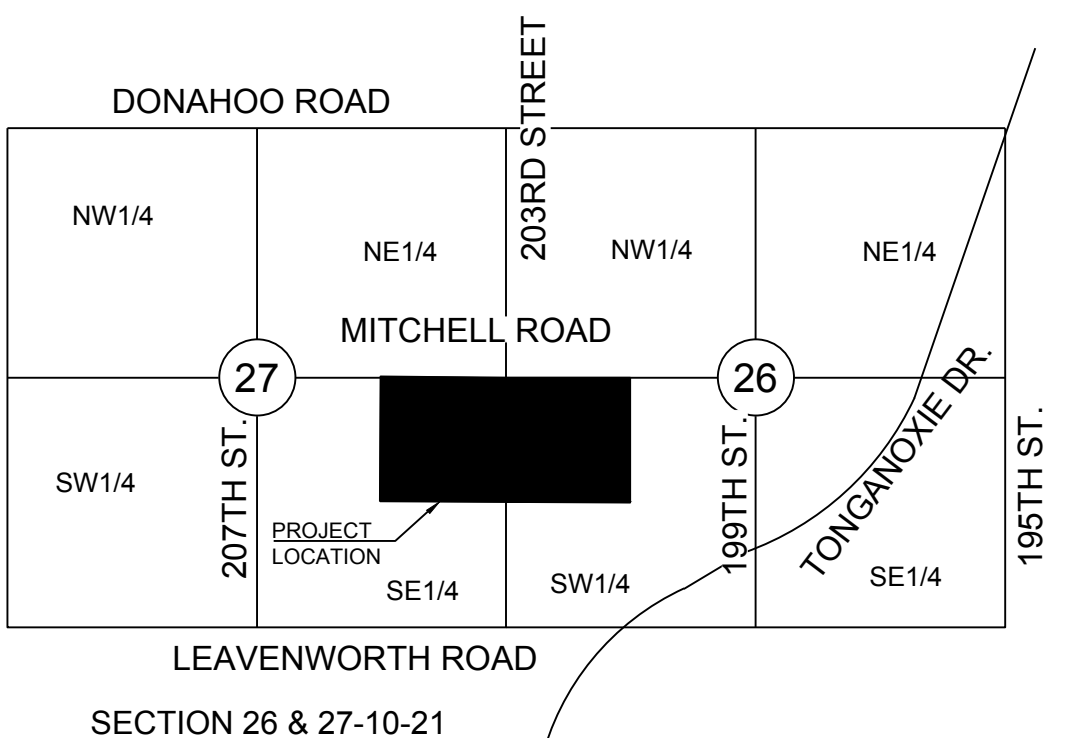 DONAHOO ROAD
203RD STREET
NW1/4
NE1/4
NW1/4
NE1/4
MITCHELL ROAD
27
26
TONGANOXIE DR.
SW1/4
207TH ST.
199TH ST.
195TH ST.
PROJECT
LOCATION
SE1/4
SW1/4
SE1/4
LEAVENWORTH ROAD
SECTION 26 & 27-10-21